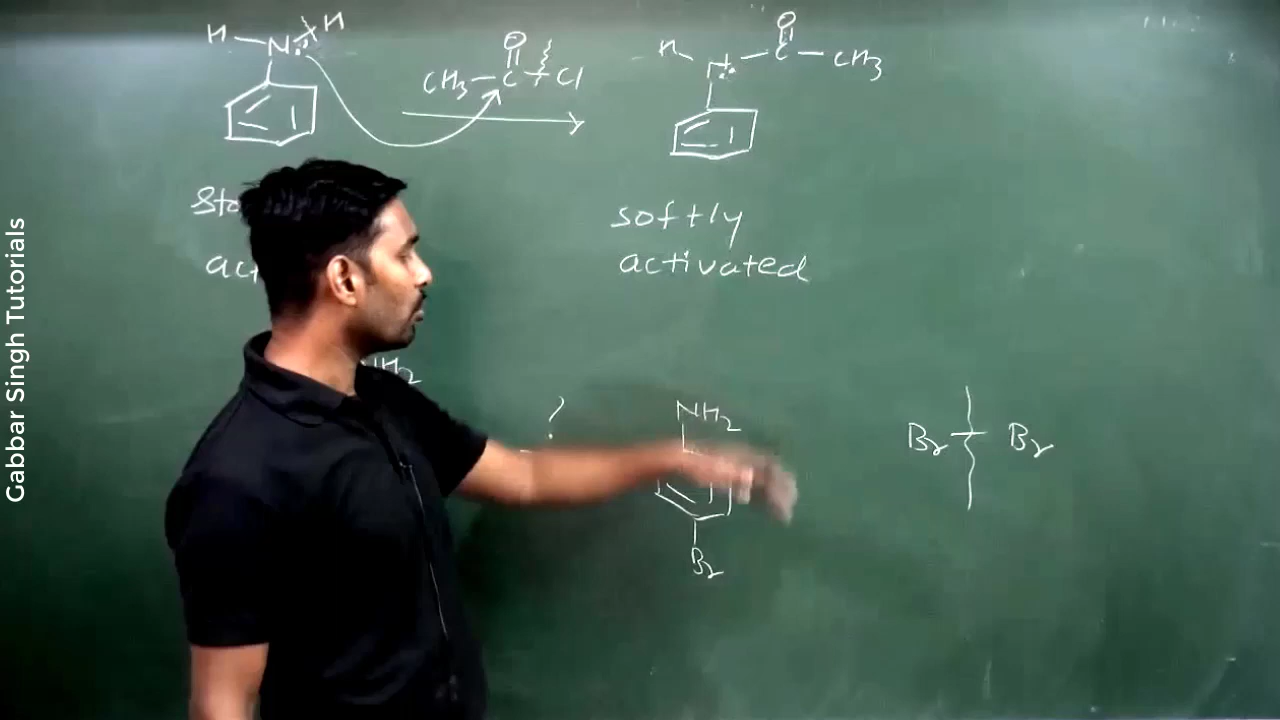 Gabbar Singh Tutorials
H N H
O
CH3 C Cl
H N C CH3
O
softly
activated
NH2
?
NH2
Br
Br Br